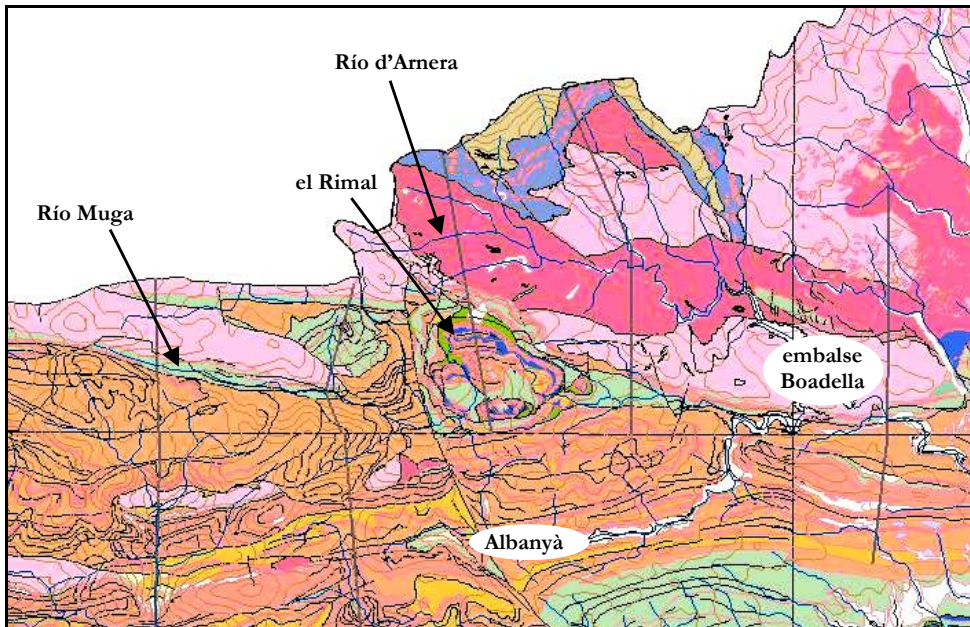 Río d'Arnera
el Rimal
Río Muga
embalse
Boadella
Albanyà